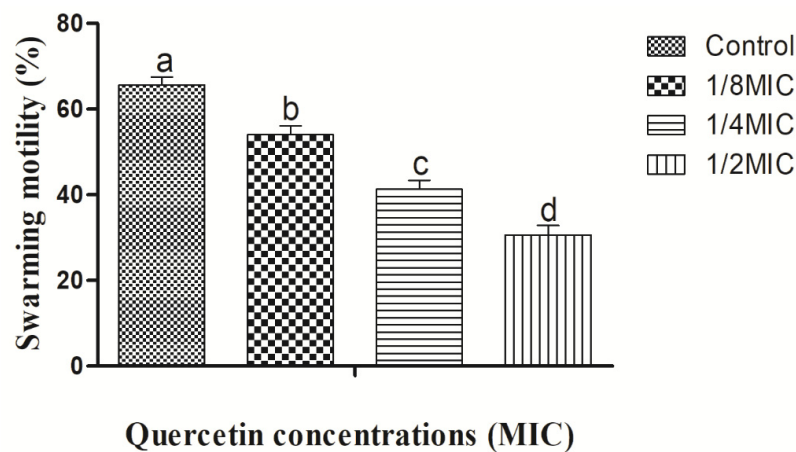 Swarming motility (%)
80
60
40
20
0
a
b
c
d
Control
1/8MIC
1/4MIC
1/2MIC
Quercetin concentrations (MIC)